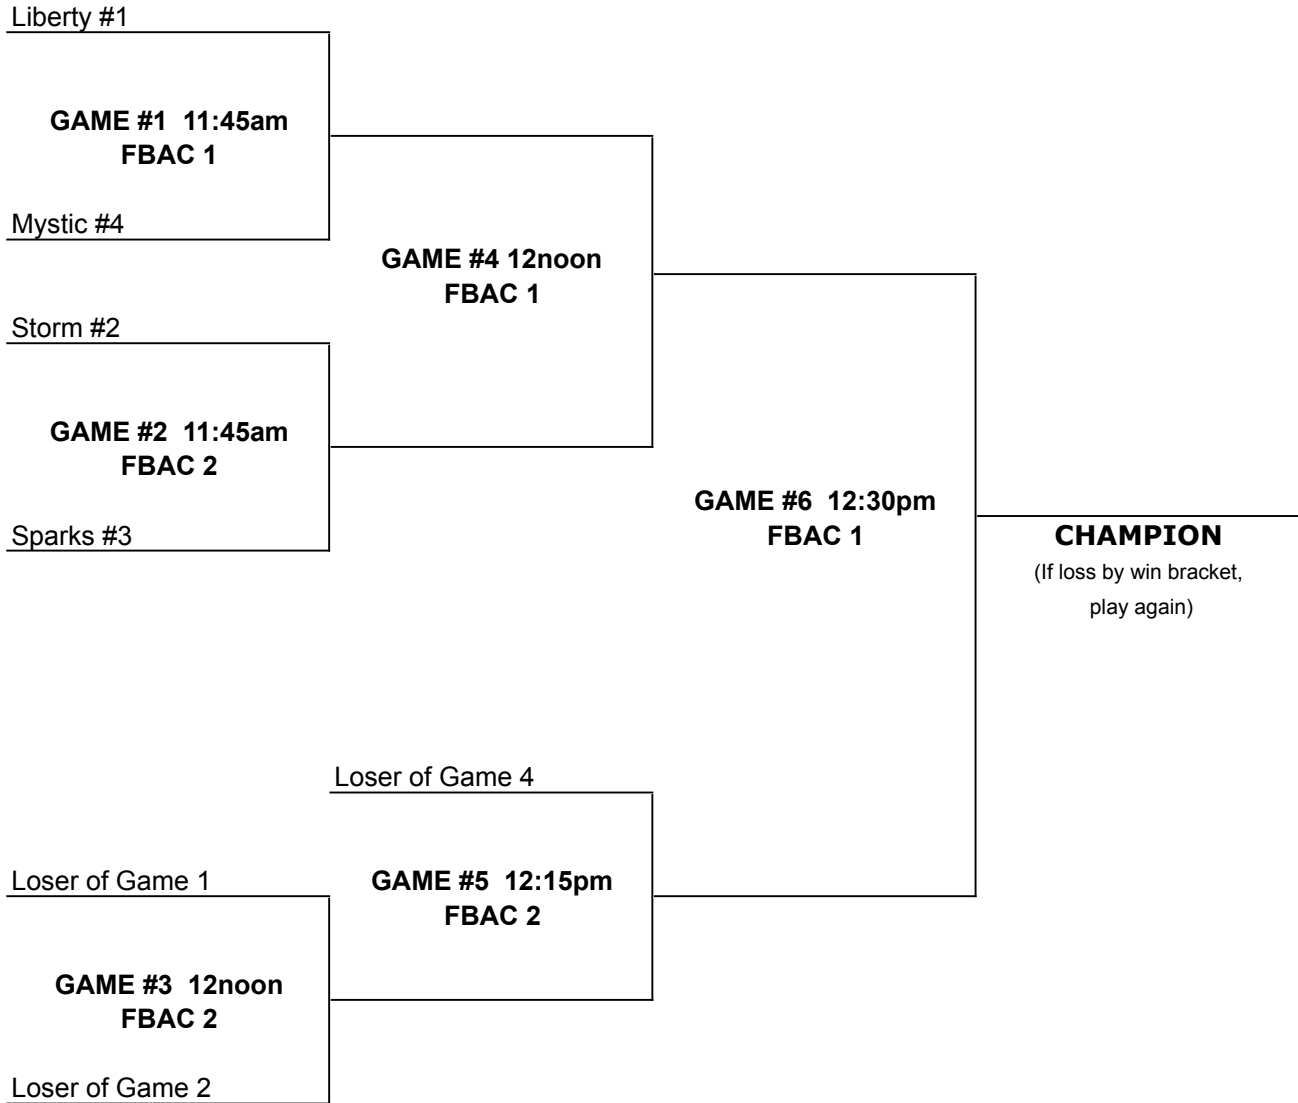 Liberty #1
GAME #1  11:45am
FBAC 1
Mystic #4
GAME #4 12noon
FBAC 1
Storm #2
GAME #2  11:45am
FBAC 2
Sparks #3
GAME #6  12:30pm
FBAC 1
CHAMPION
(If loss by win bracket,
play again)
Loser of Game 4
Loser of Game 1
GAME #5  12:15pm
FBAC 2
GAME #3  12noon
FBAC 2
Loser of Game 2